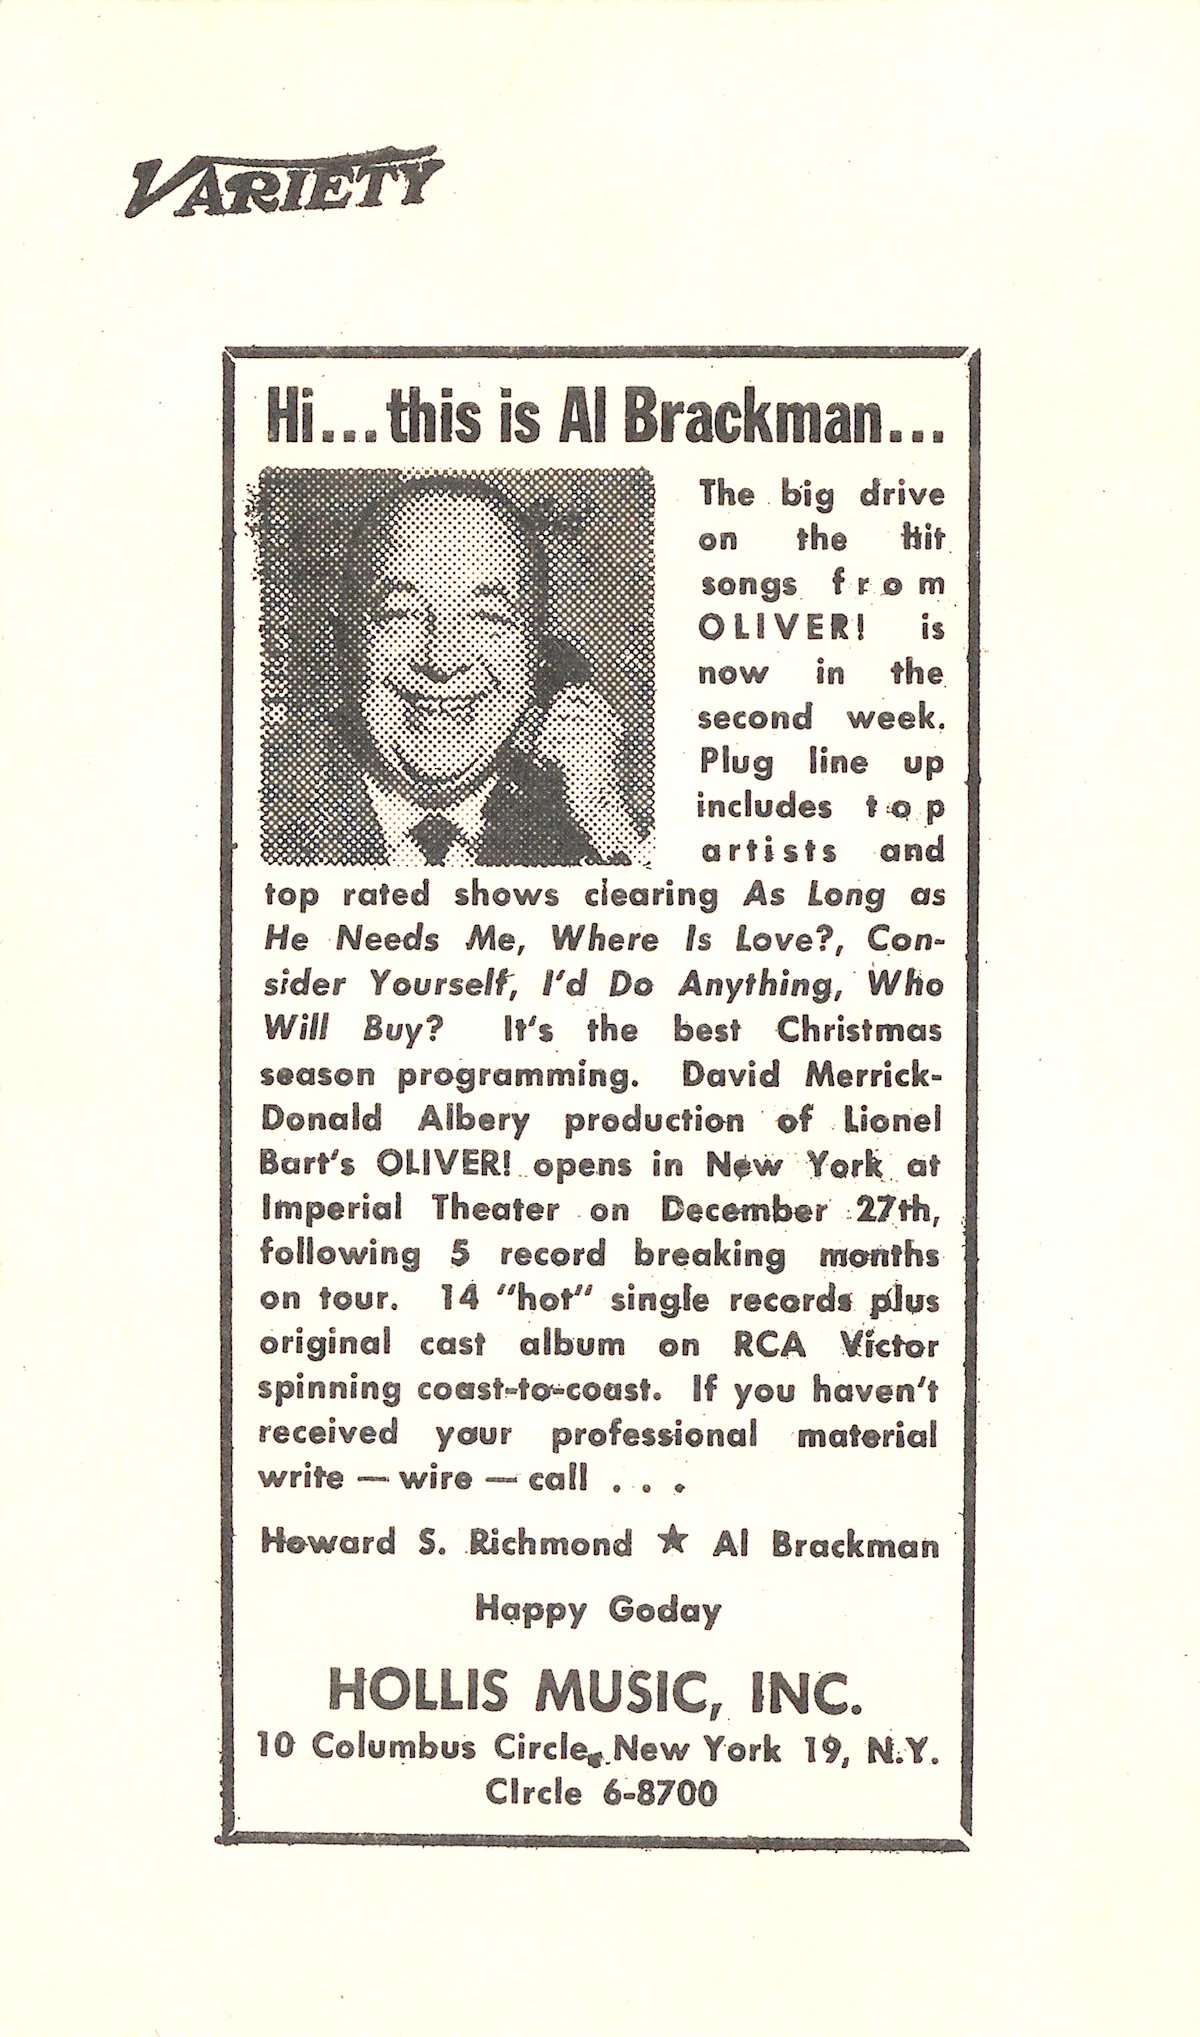 VARIETY
Hi...this is Al Brackman...
The big drive
on the hit
songs from
OLIVER! is
now in the
second week.
Plug line up
includes top
artists and
top rated shows clearing As Long as
He Needs Me, Where Is Love?, Con-
sider Yourself, I'd Do Anything, Who
Will Buy? It's the best Christmas
season programming. David Merrick-
Donald Albery production of Lionel
Bart's OLIVER! opens in New York at
Imperial Theater on December 27th,
following 5 record breaking months
on tour. 14 "hot" single records plus
original cast album on RCA Victor
spinning coast-to-coast. If you haven't
received your professional material
write — wire — call . . .
Howard S. Richmond ★ Al Brackman
Happy Goday
HOLLIS MUSIC, INC.
10 Columbus Circle, New York 19, N.Y.
CIrcle 6-8700